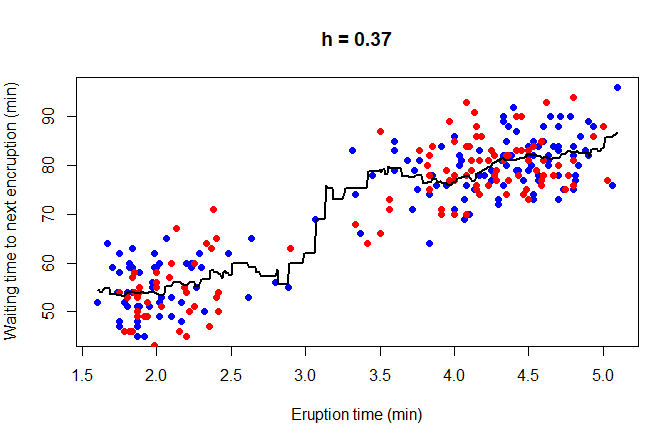 h = 0.37
Waiting time to next encruption (min)
90
80
70
60
50
1.5 2.0 2.5 3.0 3.5 4.0 4.5 5.0
Eruption time (min)